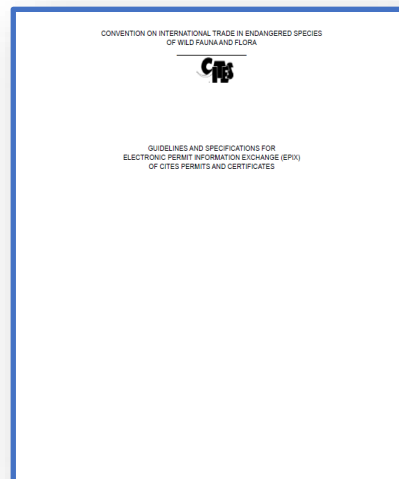 CONVENTION ON INTERNATIONAL TRADE IN ENDANGERED SPECIES
OF WILD FAUNA AND FLORA
CITES
GUIDELINES AND SPECIFICATIONS FOR
ELECTRONIC PERMIT INFORMATION EXCHANGE (EPIX)
OF CITES PERMITS AND CERTIFICATES